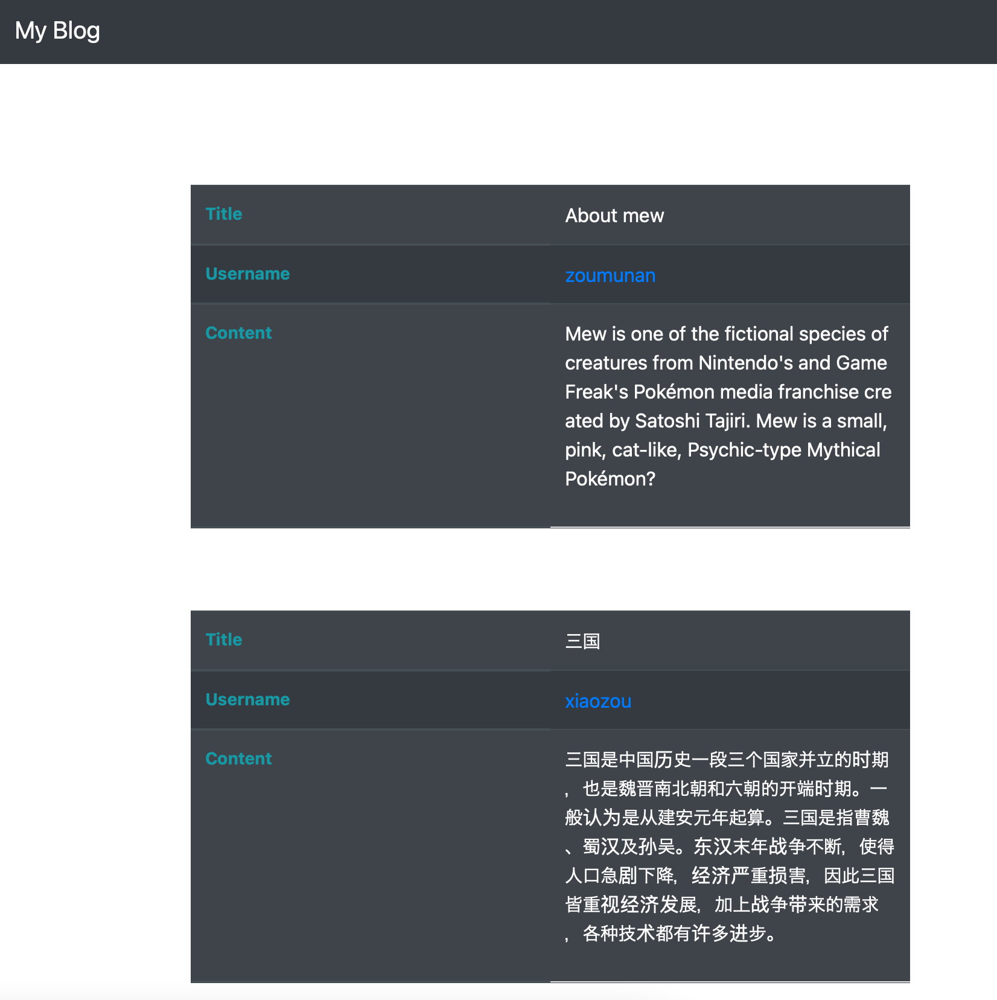 My Blog
Title
About mew
Username
zoumunan
Content
Mew is one of the fictional species of
creatures from Nintendo's and Game
Freak's Pokémon media franchise cre
ated by Satoshi Tajiri. Mew is a small,
pink, cat-like, Psychic-type Mythical
Pokémon?
Title
三国
Username
xiaozou
Content
三国是中国历史一段三个国家并立的时期
，也是魏晋南北朝和六朝的开端时期。一
般认为是从建安元年起算。三国是指曹魏
、蜀汉及孙吴。东汉末年战争不断，使得
人口急剧下降，经济严重损害，因此三国
皆重视经济发展，加上战争带来的需求
，各种技术都有许多进步。